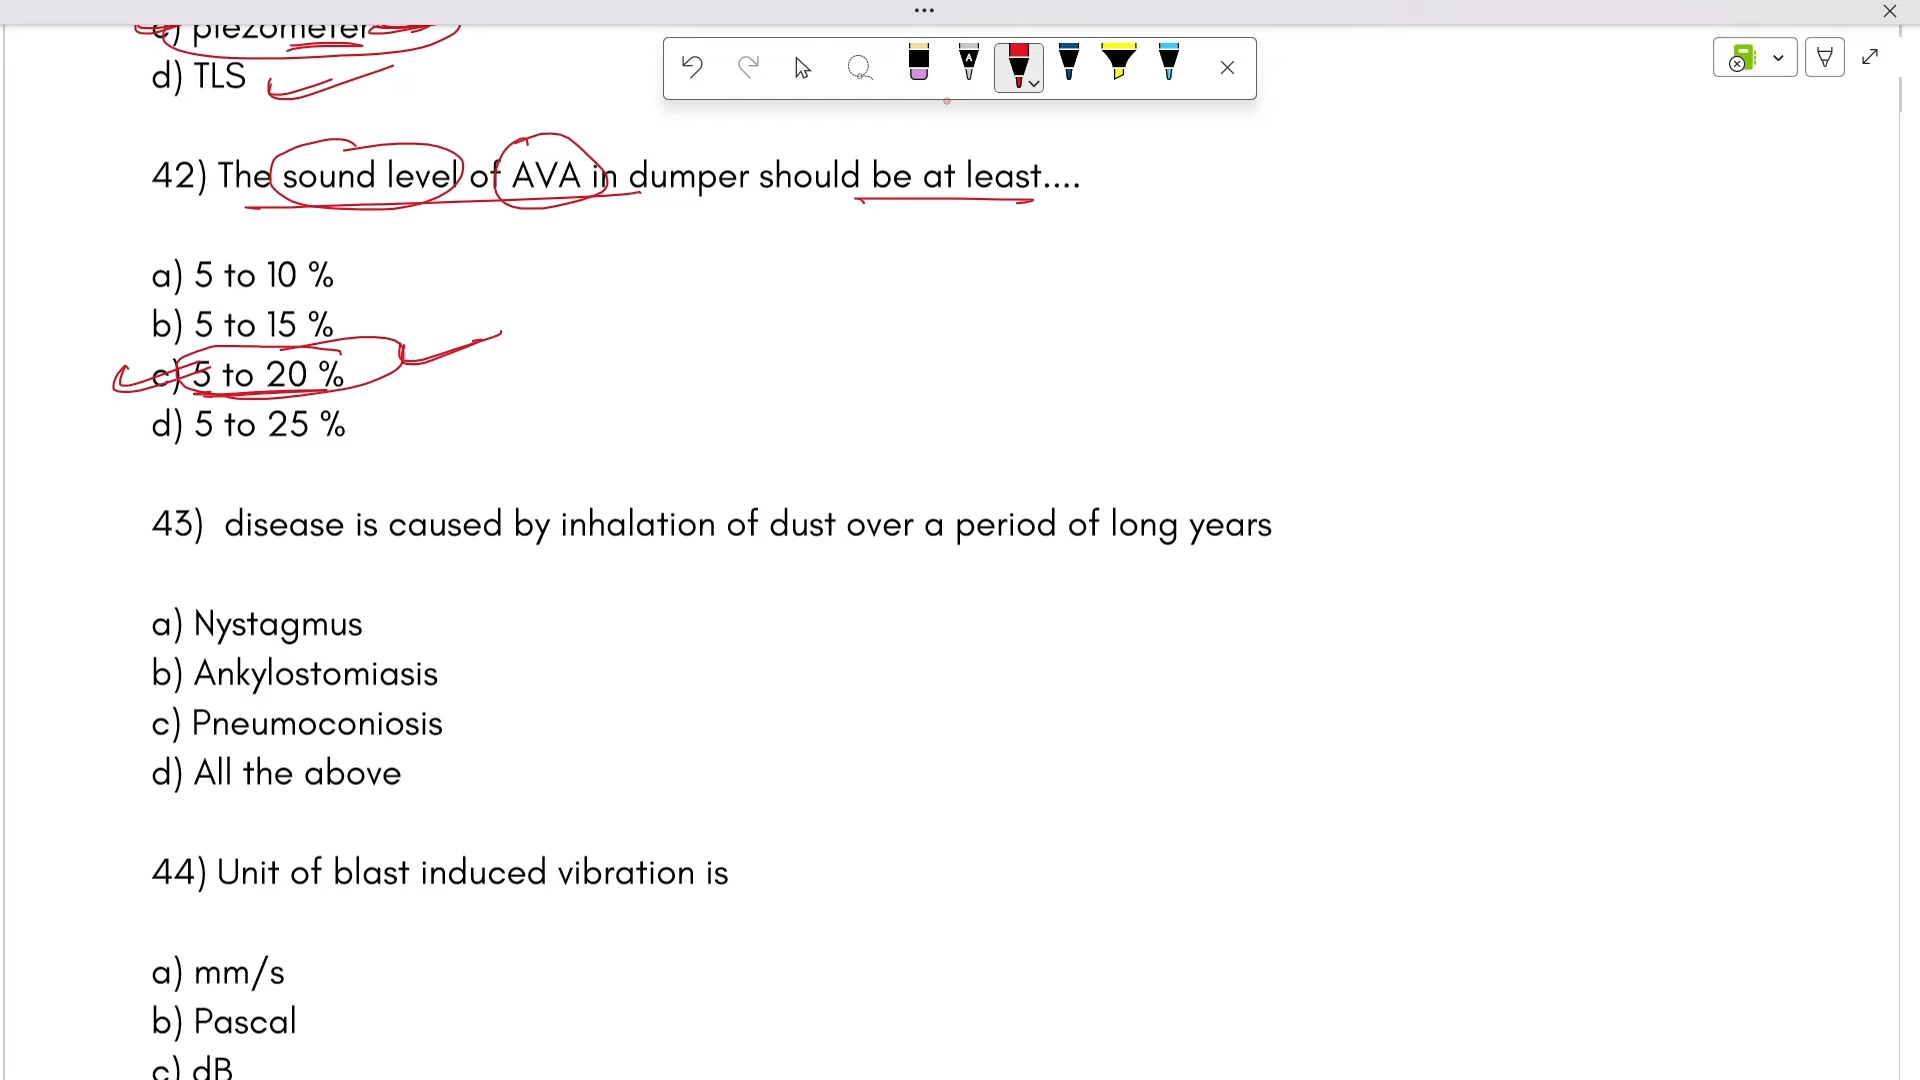 c) piezometer
d) TLS
42) The sound level of AVA in dumper should be at least....
a) 5 to 10 %
b) 5 to 15 %
c) 5 to 20 %
d) 5 to 25 %
43)  disease is caused by inhalation of dust over a period of long years
a) Nystagmus
b) Ankylostomiasis
c) Pneumoconiosis
d) All the above
44) Unit of blast induced vibration is
a) mm/s
b) Pascal
c) dB